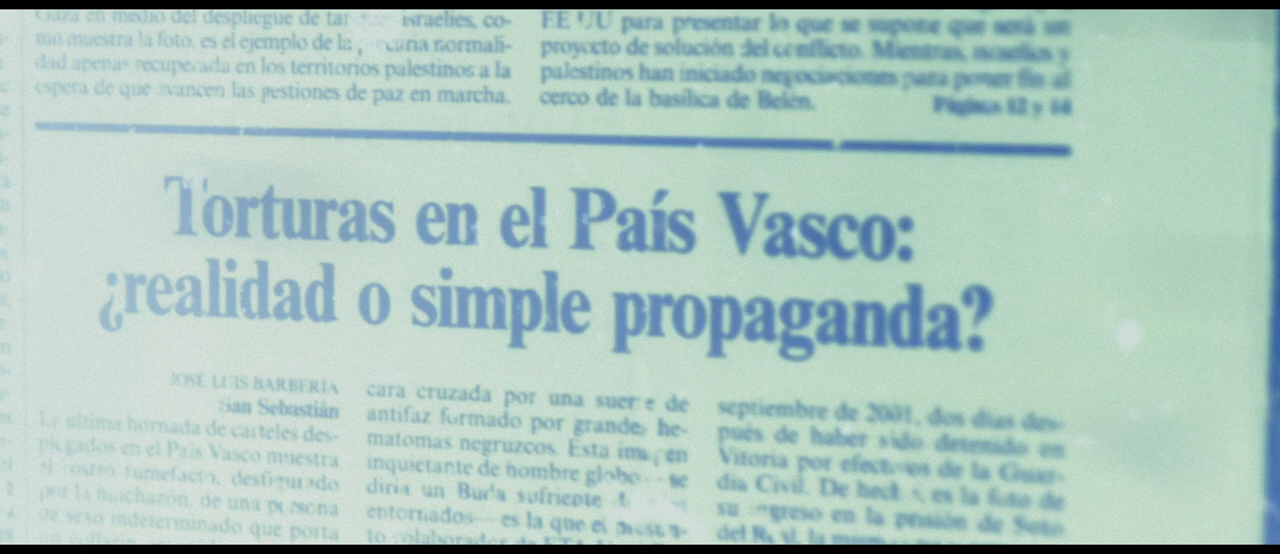 Gaza en medio del despliegue de israelíes, co-
mo muestra la foto, es el ejemplo de la normali-
dad apenas recuperada en los territorios palestinos a la
espera de que avancen las gestiones de paz en marcha.
EE UU para presentar lo que se supone que será un
proyecto de solución del conflicto. Mientras, israelíes y
palestinos han iniciado negociaciones para poner fin al
cerco de la basílica de Belén.
Páginas 12 y 14
Torturas en el País Vasco:
¿realidad o simple propaganda?
JOSÉ LUIS BARBERÍA
San Sebastián
La última hornada de carteles des-
plegados en el País Vasco muestra
el rostro tumefacto, desfigurado
por la hinchazón, de una persona
de sexo indeterminado que porta
un collarín
cara cruzada por una suerte de
antifaz formado por grandes he-
matomas negruzcos. Esta imagen
inquietante de hombre globo se
diría un Buda sufriente
entornados es la que el presun-
to colaborador de ETA
septiembre de 2001, dos días des-
pués de haber sido detenido en
Vitoria por efectivos de la Guar-
dia Civil. De hecho, es la foto de
su ingreso en la prisión de Soto
del Real, la misma